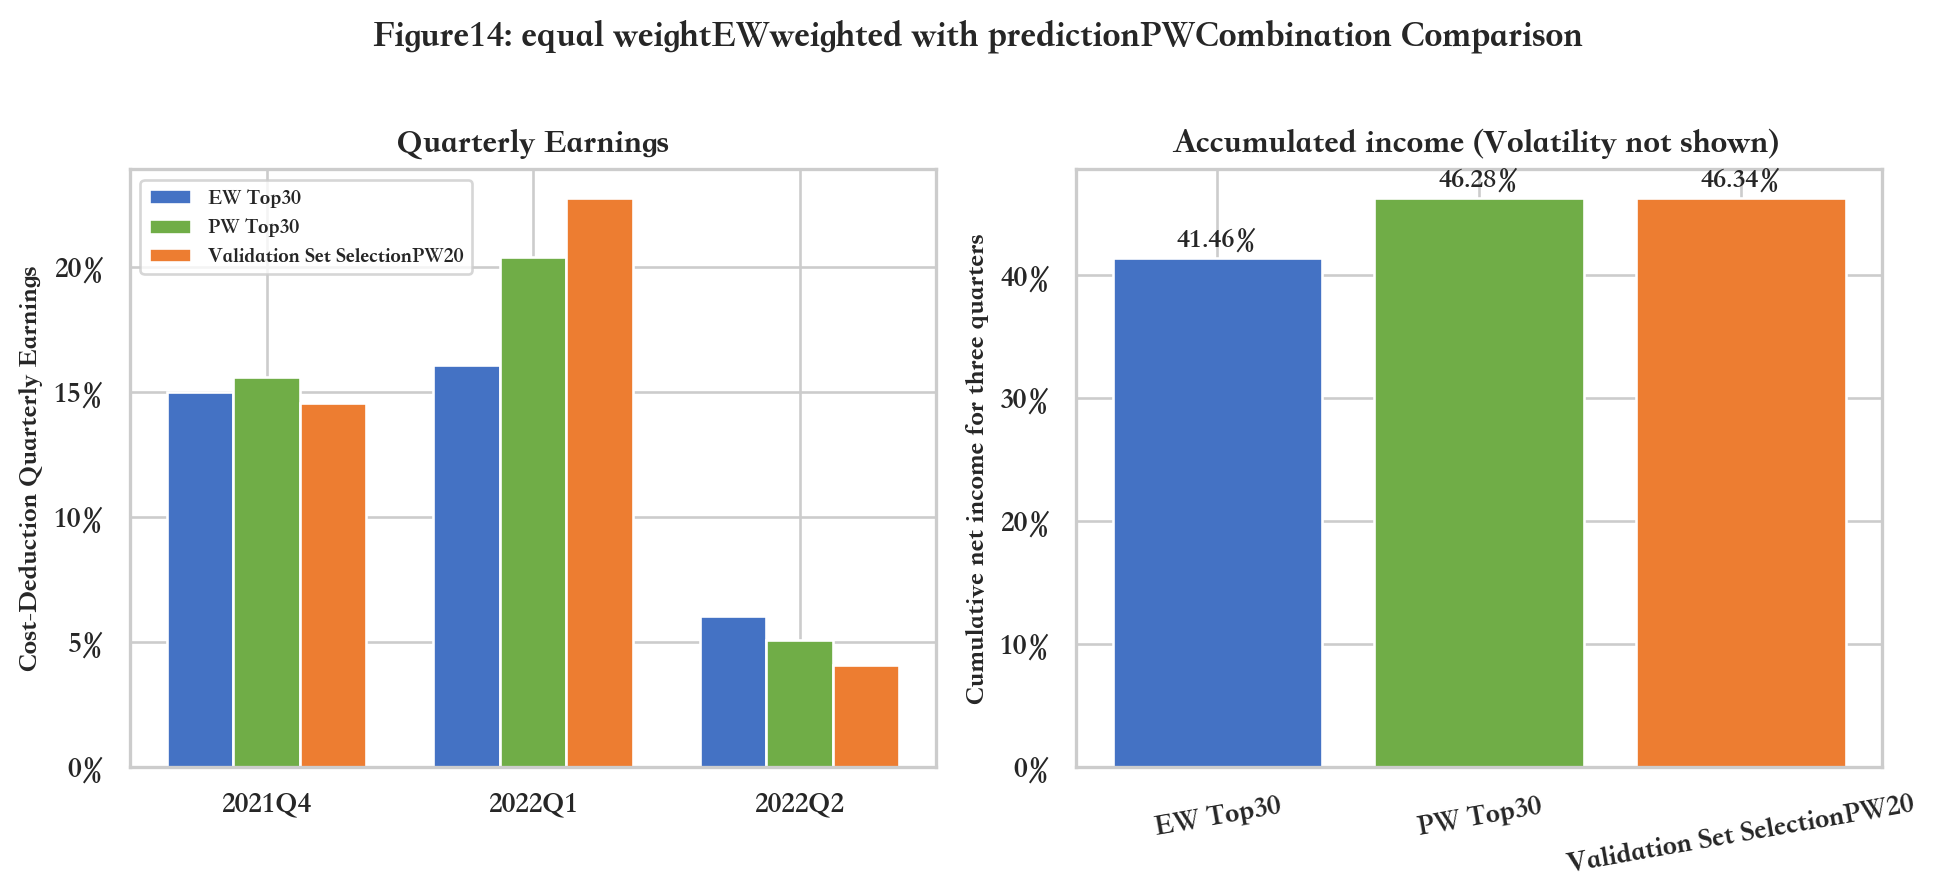 Figure14: equal weightEWweighted with predictionPWCombination Comparison
Quarterly Earnings
EW Top30
PW Top30
Validation Set SelectionPW20
Cost-Deduction Quarterly Earnings
20%
15%
10%
5%
0%
2021Q4
2022Q1
2022Q2
Accumulated income (Volatility not shown)
Cumulative net income for three quarters
40%
30%
20%
10%
0%
41.46%
46.28%
46.34%
EW Top30
PW Top30
Validation Set SelectionPW20